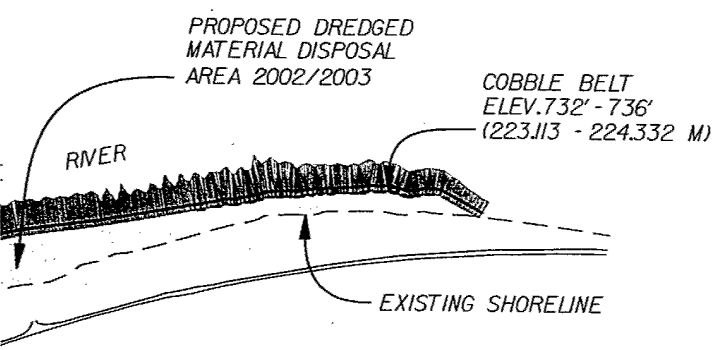 PROPOSED DREDGED
MATERIAL DISPOSAL
AREA 2002/2003
COBBLE BELT
ELEV.732' - 736'
(223.113 - 224.332 M)
RIVER
EXISTING SHORELINE